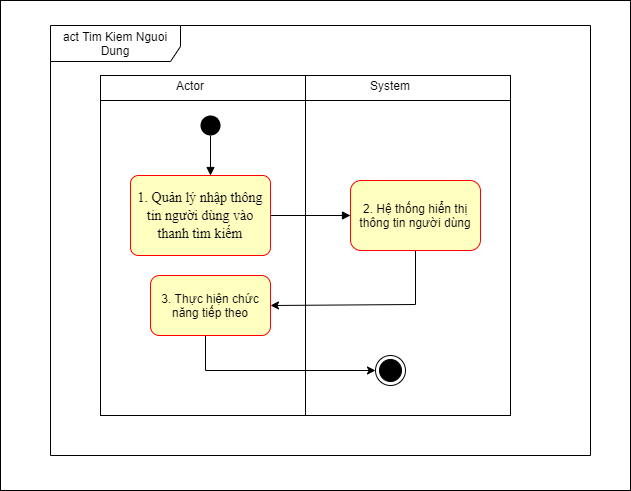 act Tim Kiem Nguoi
Dung
Actor
System
1. Quản lý nhập thông
tin người dùng vào
thanh tìm kiếm
2. Hệ thống hiển thị
thông tin người dùng
3. Thực hiện chức
năng tiếp theo